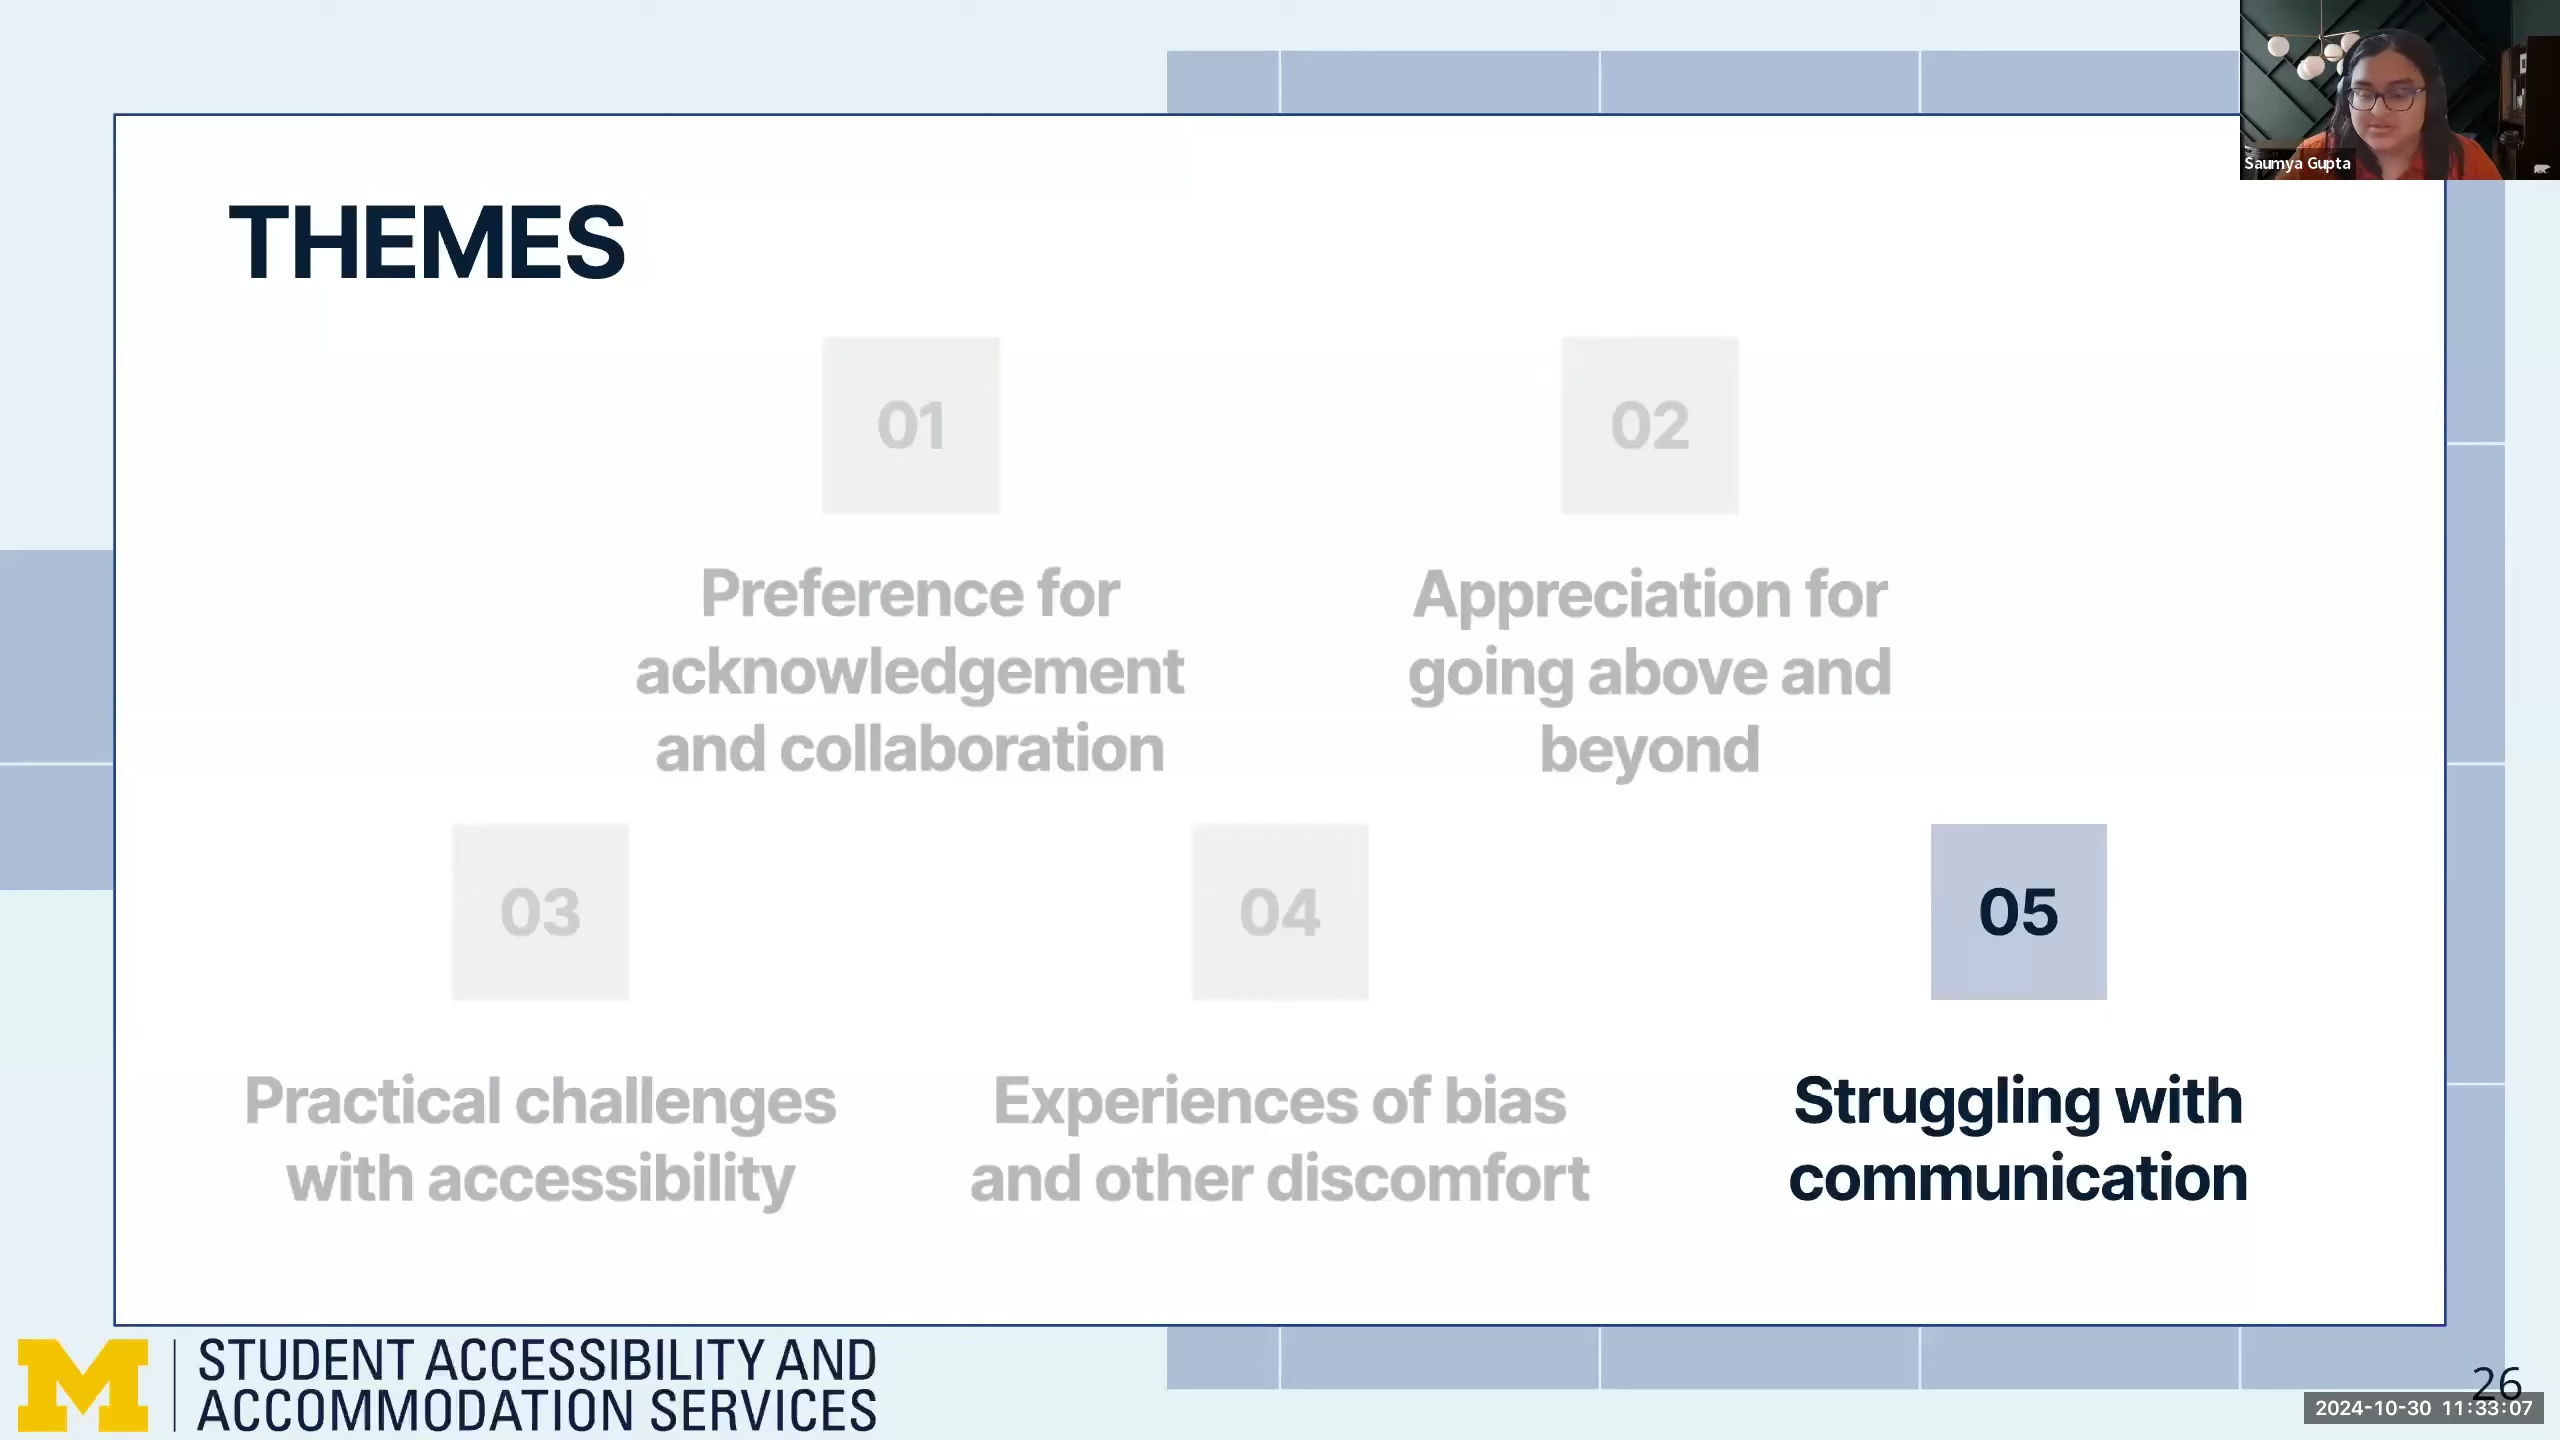 Saumya Gupta
THEMES
01
Preference for
acknowledgement
and collaboration
02
Appreciation for
going above and
beyond
03
Practical challenges
with accessibility
04
Experiences of bias
and other discomfort
05
Struggling with
communication
M
STUDENT ACCESSIBILITY AND
ACCOMMODATION SERVICES
26
2024-10-30 11:33:07